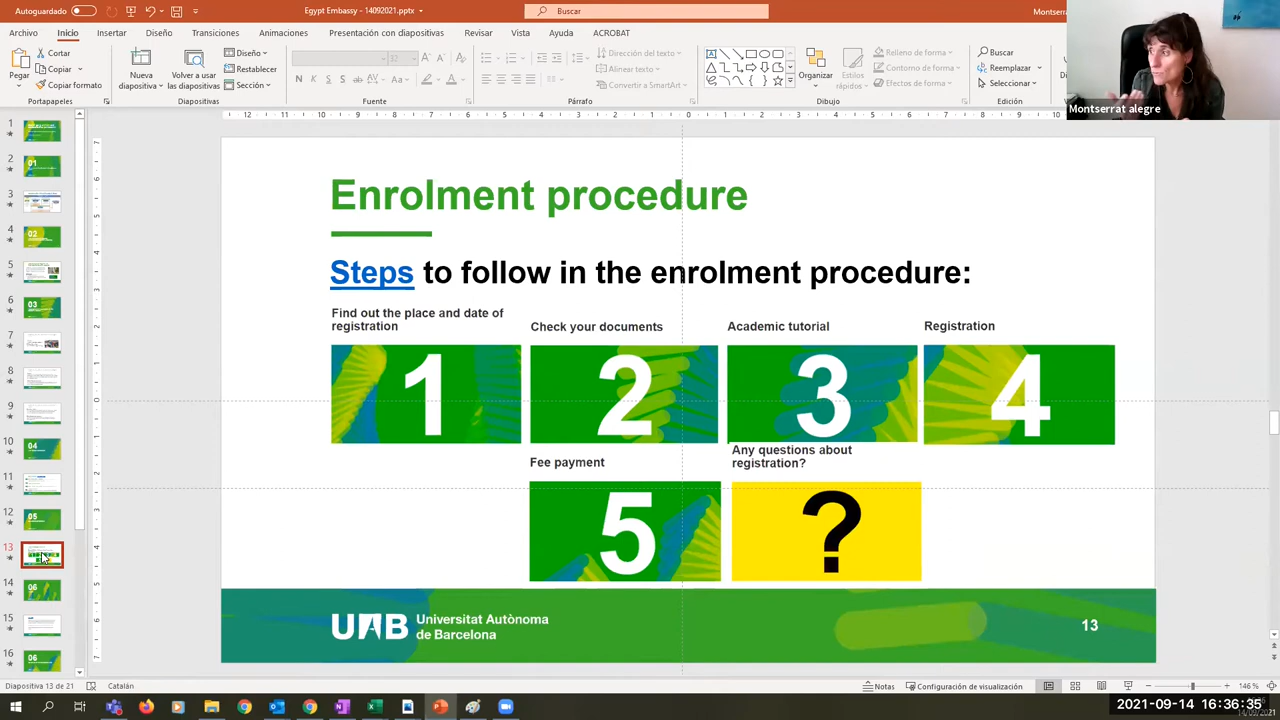 Autoguardado
Egypt Embassy - 14092021.pptx
Buscar
Montserra
Archivo Inicio Insertar Diseño Transiciones Animaciones Presentación con diapositivas Revisar Vista Ayuda ACROBAT
Pegar
Cortar
Copiar
Copiar formato
Portapapeles
Nueva diapositiva
Volver a usar las diapositivas
Diseño
Restablecer
Sección
Diapositivas
32
Fuente
Dirección del texto
Alinear texto
Convertir a SmartArt
Párrafo
Organizar
Estilos rápidos
Relleno de forma
Contorno de forma
Efectos de forma
Dibujo
Buscar
Reemplazar
Seleccionar
Edición
Montserrat alegre
Enrolment procedure
Steps to follow in the enrolment procedure:
Find out the place and date of
registration
Check your documents
Academic tutorial
Registration
1
2
3
4
Fee payment
Any questions about
registration?
5
?
UAB Universitat Autònoma
de Barcelona
13
Diapositiva 13 de 21
Catalán
Notas
Configuración de visualización
146 %
2021-09-14 16:36:35